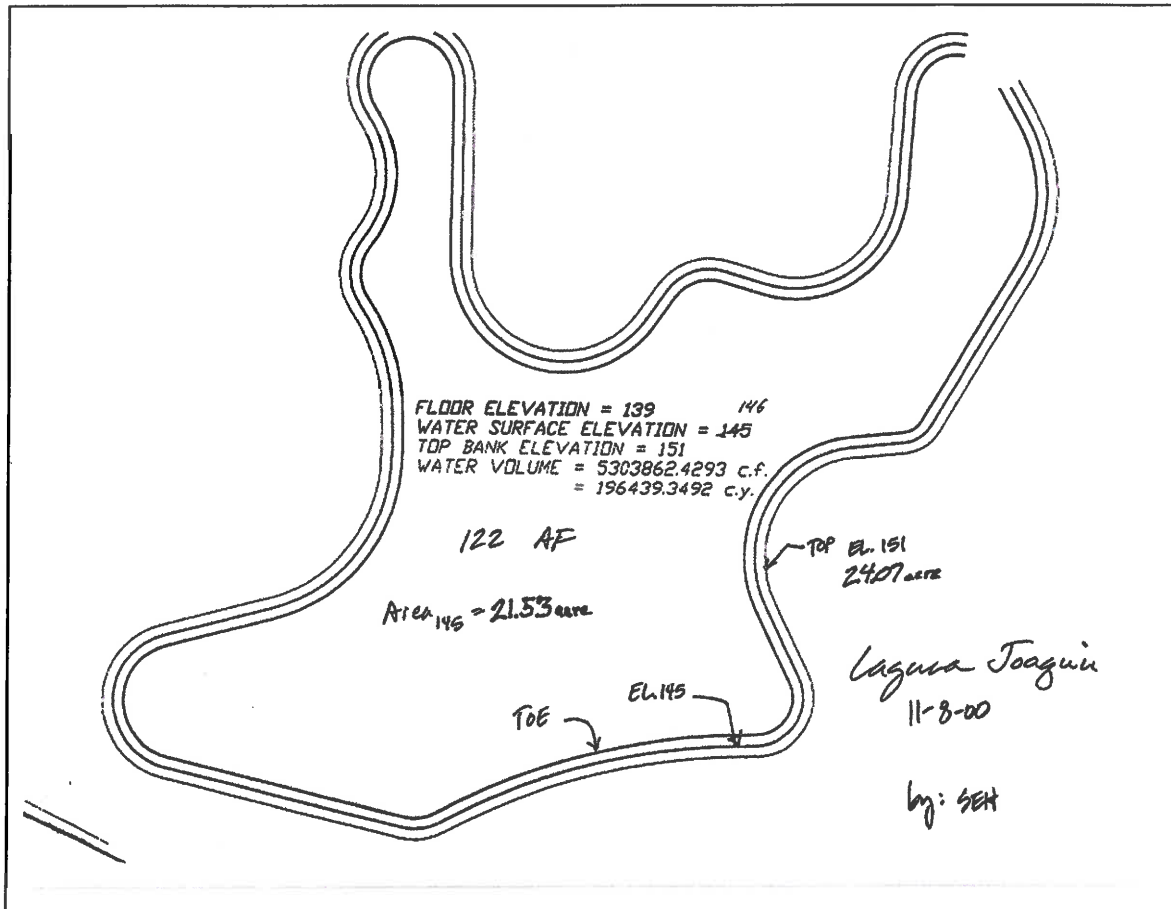 FLOOR ELEVATION = 139
146
WATER SURFACE ELEVATION = 145
TOP BANK ELEVATION = 151
WATER VOLUME = 5303862.4293 c.f.
= 196439.3492 c.y.
122 AF
TOP EL. 151
24.07 acre
Area 145 = 21.53 acre
Laguna Joaquin
11-8-00
EL.145
TOE
by: SEH